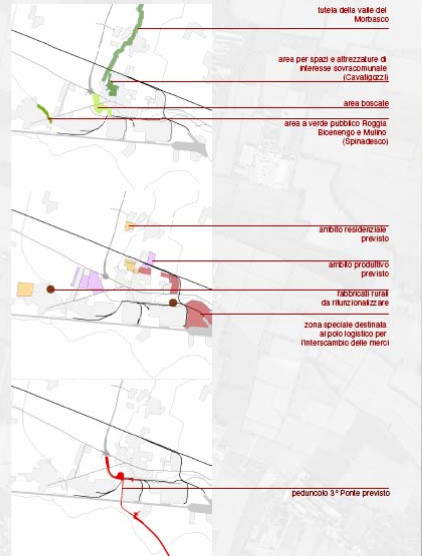 tutela della valle del
Morbasco
area per spazi e attrezzature di
interesse sovracomunale
(Cavatigozzi)
area boscate
area a verde pubblico Roggia
Bicenengo e Mulino
(Spinadesco)
ambito residenziale
previsto
ambito produttivo
previsto
fabbricati rurali
da rifunzionalizzare
zona speciale destinata
al polo logistico per
l'interscambio delle merci
peduncolo 3° Ponte previsto